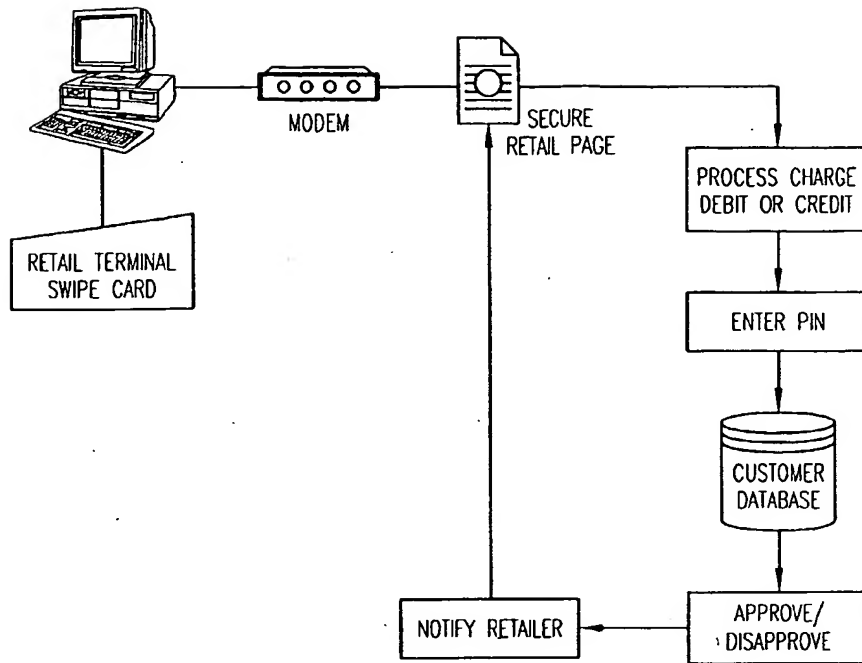 MODEM
SECURE
RETAIL PAGE
PROCESS CHARGE
DEBIT OR CREDIT
RETAIL TERMINAL
SWIPE CARD
ENTER PIN
CUSTOMER
DATABASE
NOTIFY RETAILER
APPROVE/
DISAPPROVE